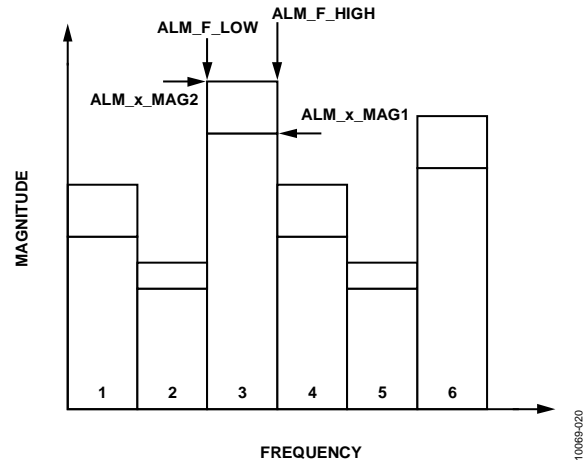 ALM_F_HIGH
ALM_F_LOW
ALM_x_MAG2
ALM_x_MAG1
MAGNITUDE
1 2 3 4 5 6
FREQUENCY
10069-020